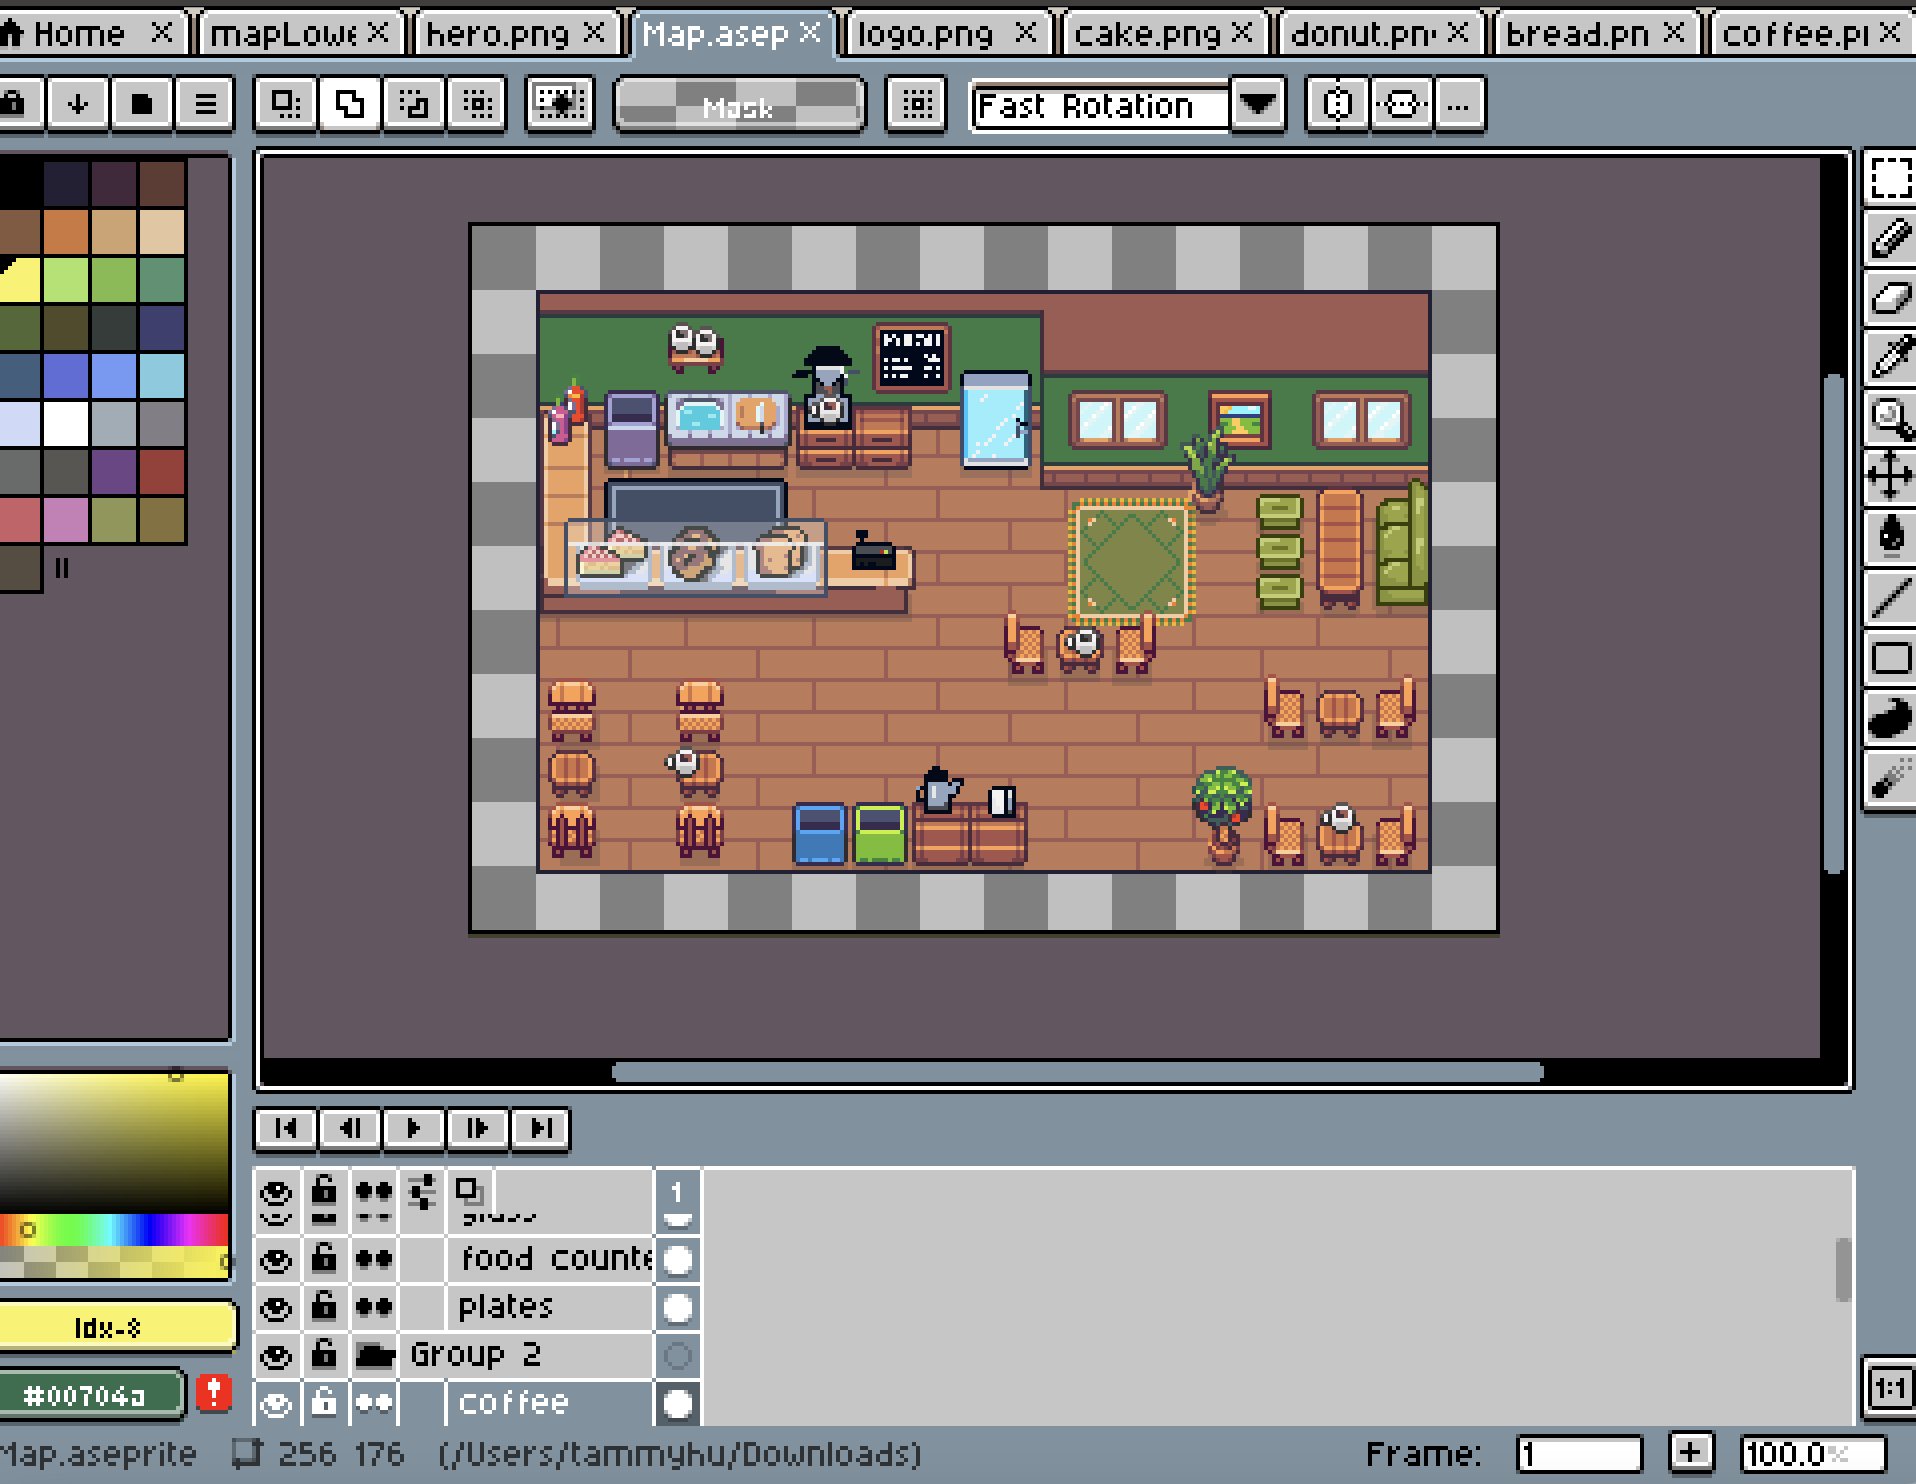 Home
mapLowe
hero.png
Map.asep
logo.png
cake.png
donut.pn
bread.pn
coffee.pi
Mask
Fast Rotation
...
MENU
1
glass
food counte
plates
Group 2
coffee
Idx-8
#00704a
1:1
Map.aseprite 256 176 (/Users/tammyhu/Downloads)
Frame: 1
100.0%